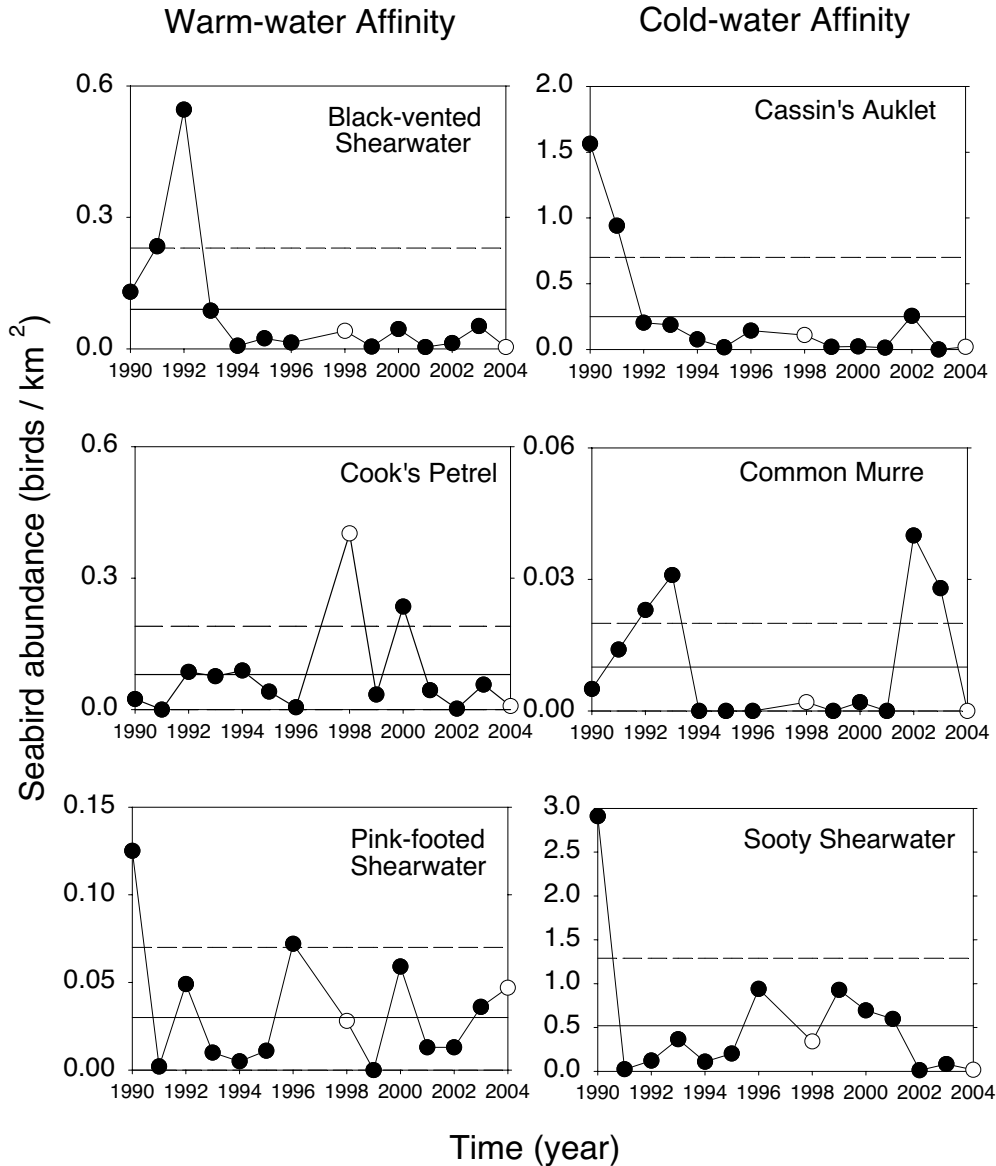 Warm-water Affinity
Cold-water Affinity
Seabird abundance (birds / km 2)
0.6
0.3
0.0
Black-vented
Shearwater
1990 1992 1994 1996 1998 2000 2002 2004
2.0
1.5
1.0
0.5
0.0
Cassin's Auklet
1990 1992 1994 1996 1998 2000 2002 2004
0.6
0.3
0.0
Cook's Petrel
1990 1992 1994 1996 1998 2000 2002 2004
0.06
0.03
0.00
Common Murre
1990 1992 1994 1996 1998 2000 2002 2004
0.15
0.10
0.05
0.00
Pink-footed
Shearwater
1990 1992 1994 1996 1998 2000 2002 2004
3.0
2.5
2.0
1.5
1.0
0.5
0.0
Sooty Shearwater
1990 1992 1994 1996 1998 2000 2002 2004
Time (year)